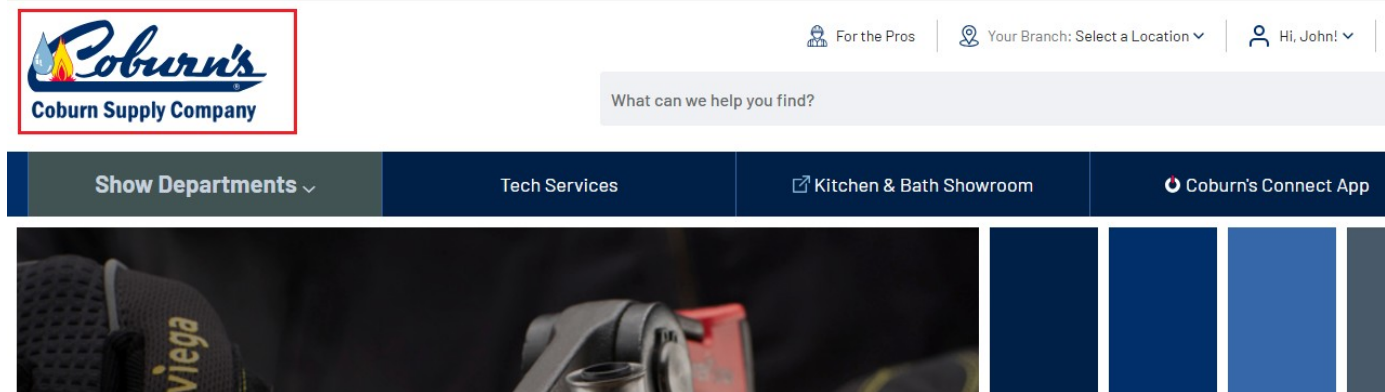 Coburn's
®
Coburn Supply Company
For the Pros
Your Branch: Select a Location
Hi, John!
What can we help you find?
Show Departments
Tech Services
Kitchen & Bath Showroom
Coburn's Connect App
viega